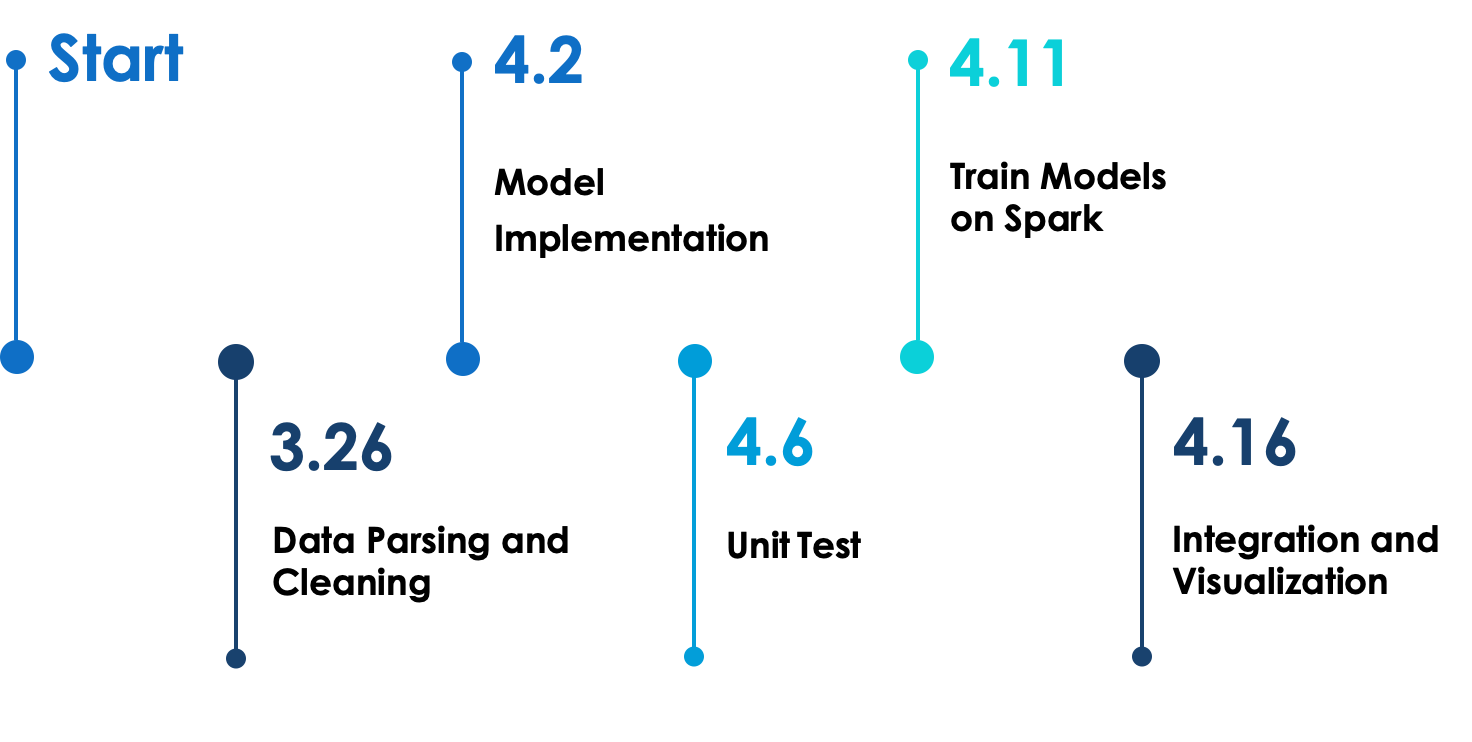 Start
3.26
Data Parsing and
Cleaning
4.2
Model
Implementation
4.6
Unit Test
4.11
Train Models
on Spark
4.16
Integration and
Visualization